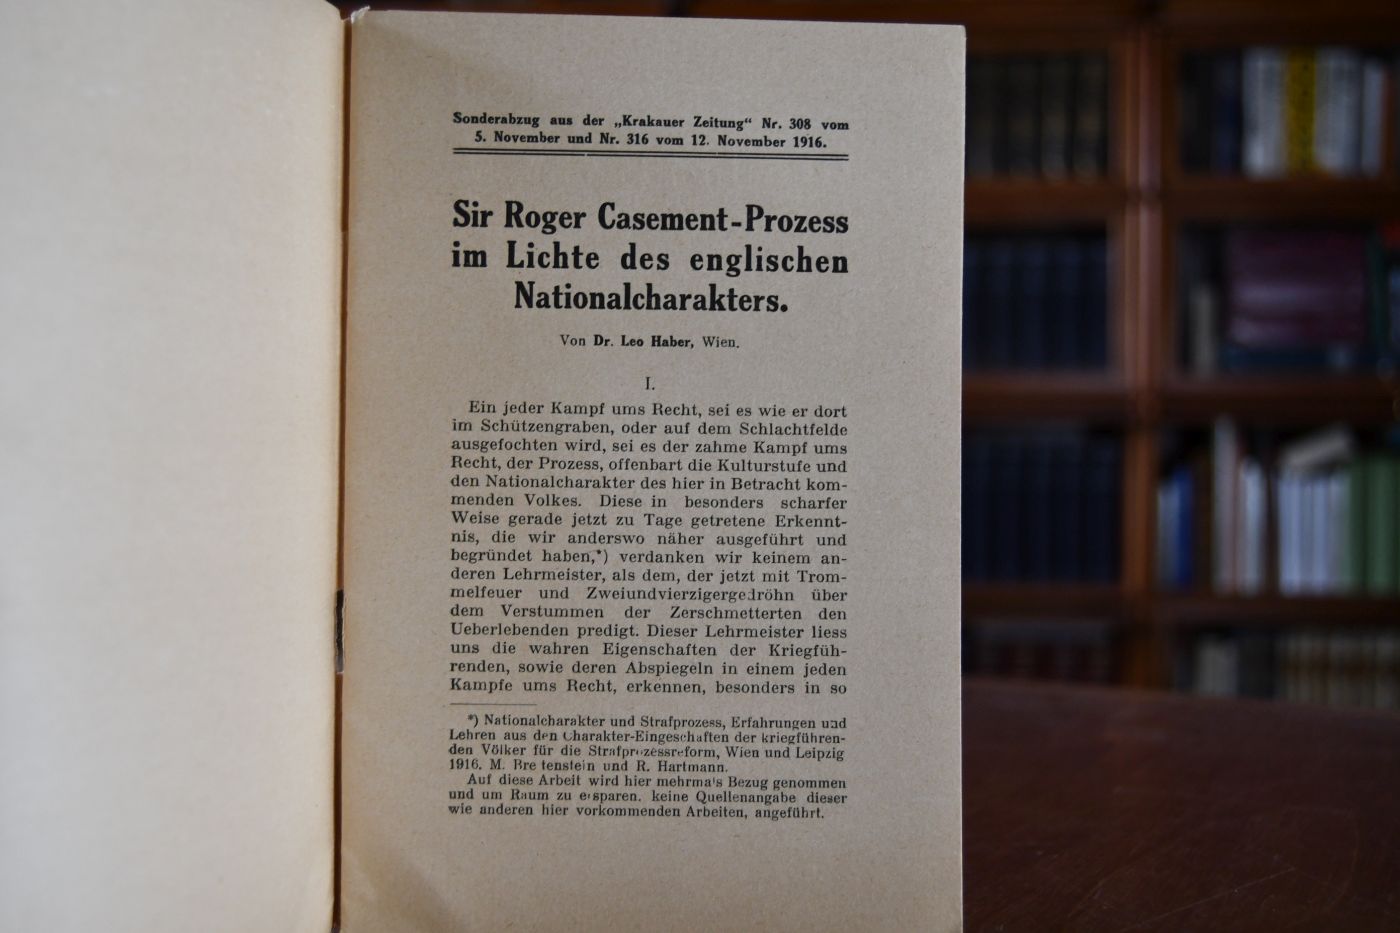 Sonderabzug aus der „Krakauer Zeitung“ Nr. 308 vom
5. November und Nr. 316 vom 12. November 1916.
Sir Roger Casement-Prozess
im Lichte des englischen
Nationalcharakters.
Von Dr. Leo Haber, Wien.
I.
Ein jeder Kampf ums Recht, sei es wie er dort
im Schützengraben, oder auf dem Schlachtfelde
ausgefochten wird, sei es der zahme Kampf ums
Recht, der Prozess, offenbart die Kulturstufe und
den Nationalcharakter des hier in Betracht kom-
menden Volkes. Diese in besonders scharfer
Weise gerade jetzt zu Tage getretene Erkennt-
nis, die wir anderswo näher ausgeführt und
begründet haben,*) verdanken wir keinem an-
deren Lehrmeister, als dem, der jetzt mit Trom-
melfeuer und Zweiundvierzigergedröhn über
dem Verstummen der Zerschmetterten den
Ueberlebenden predigt. Dieser Lehrmeister liess
uns die wahren Eigenschaften der Kriegfüh-
renden, sowie deren Abspiegeln in einem jeden
Kampfe ums Recht, erkennen, besonders in so
*) Nationalcharakter und Strafprozess, Erfahrungen und
Lehren aus den Charakter-Eingeschaften der kriegführen-
den Völker für die Strafprozessreform, Wien und Leipzig
1916. M. Bre tenstein und R. Hartmann.
Auf diese Arbeit wird hier mehrmals Bezug genommen
und um Raum zu ersparen. keine Quellenangabe dieser
wie anderen hier vorkommenden Arbeiten, angeführt.